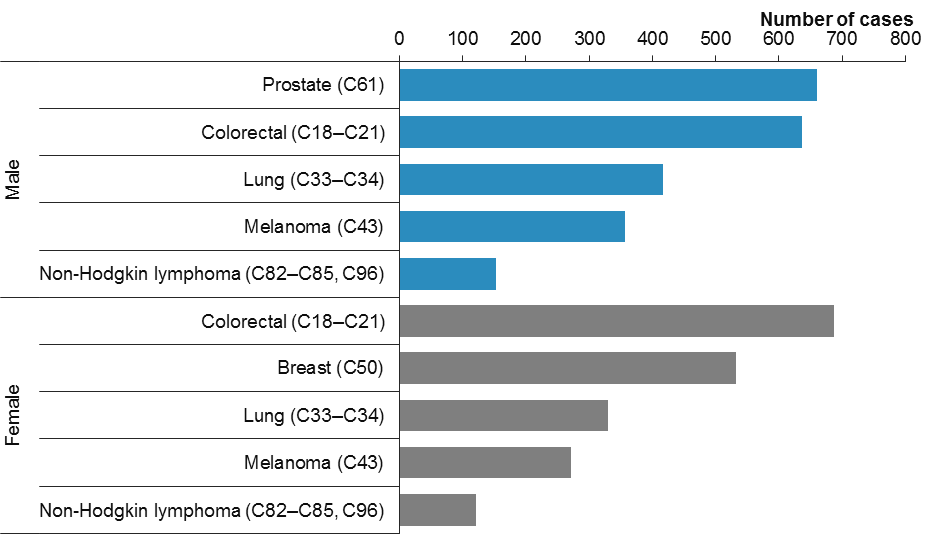 Number of cases
0 100 200 300 400 500 600 700 800
Male
Prostate (C61)
Colorectal (C18–C21)
Lung (C33–C34)
Melanoma (C43)
Non-Hodgkin lymphoma (C82–C85, C96)
Female
Colorectal (C18–C21)
Breast (C50)
Lung (C33–C34)
Melanoma (C43)
Non-Hodgkin lymphoma (C82–C85, C96)